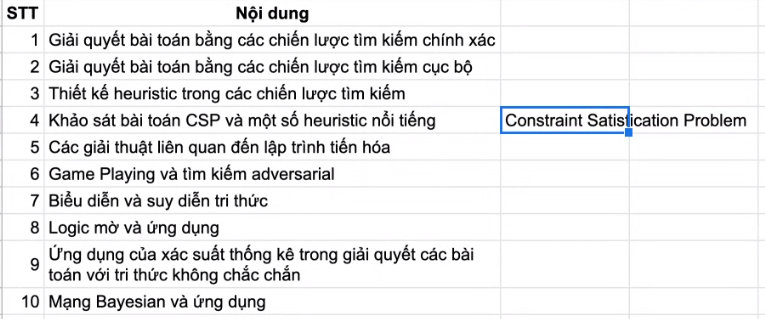 STT Nội dung
1 Giải quyết bài toán bằng các chiến lược tìm kiếm chính xác
2 Giải quyết bài toán bằng các chiến lược tìm kiếm cục bộ
3 Thiết kế heuristic trong các chiến lược tìm kiếm
4 Khảo sát bài toán CSP và một số heuristic nổi tiếng Constraint Satistication Problem
5 Các giải thuật liên quan đến lập trình tiến hóa
6 Game Playing và tìm kiếm adversarial
7 Biểu diễn và suy diễn tri thức
8 Logic mờ và ứng dụng
9 Ứng dụng của xác suất thống kê trong giải quyết các bài
toán với tri thức không chắc chắn
10 Mạng Bayesian và ứng dụng